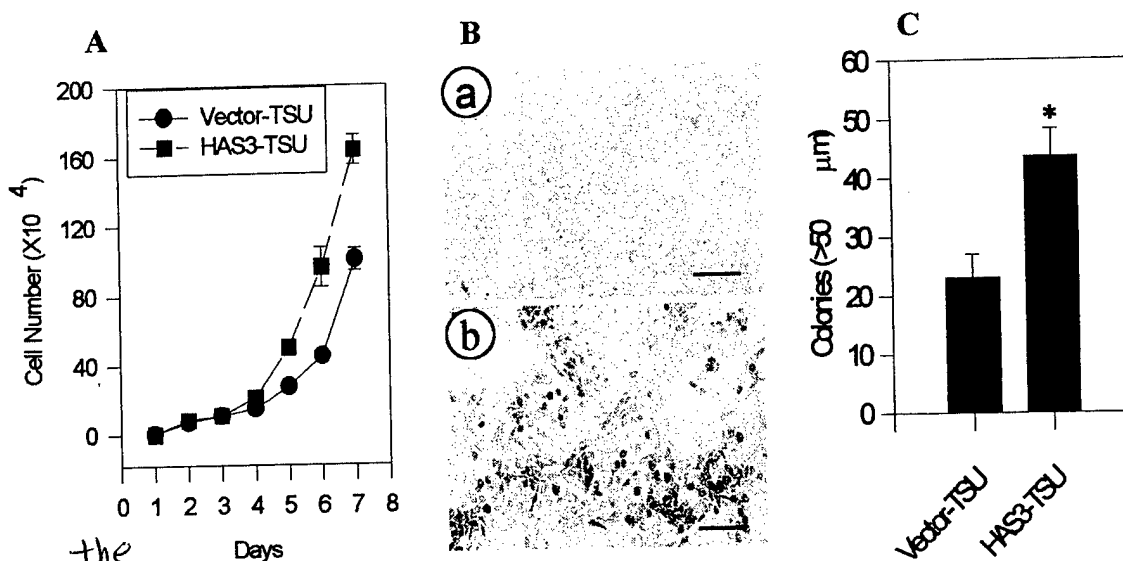 A
200
160
120
80
40
0
Cell Number (X10 4)
Vector-TSU
HAS3-TSU
0 1 2 3 4 5 6 7 8
Days
the
B
a
b
C
60
50
40
30
20
10
0
Colonies (>50 μm)
*
Vector-TSU
HAS3-TSU